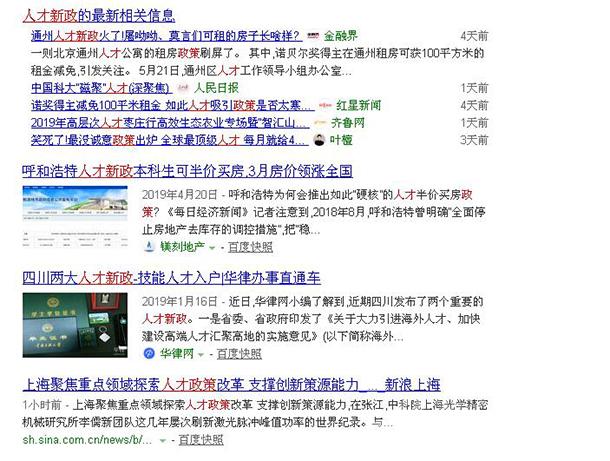 人才新政的最新相关信息
通州人才新政火了!屠呦呦、莫言们可租的房子长啥样? 金融界 4天前
一则北京通州人才公寓的租房政策刷屏了。 其中,诺贝尔奖得主在通州租房可获100平方米的
租金减免,引发关注。 5月21日,通州区人才工作领导小组办公室...
中国科大"磁聚"人才(深聚焦) 人民日报 1天前
诺奖得主减免100平米租金 如此人才吸引政策是否太寒... 红星新闻 4天前
2019年高层次人才枣庄行高效生态农业专场暨"智汇山... 齐鲁网 1天前
笑死了!最没诚意政策出炉 全球最顶级人才 每月就给4... 叶檀 3天前
呼和浩特人才新政本科生可半价买房,3月房价领涨全国
2019年4月20日 - 呼和浩特为何会推出如此"硬核"的人才半价买房政
策? 《每日经济新闻》记者注意到,2018年8月,呼和浩特曾明确"全面停
止房地产去库存的调控措施",把"稳...
镁刻地产 - 百度快照
四川两大人才新政-技能人才入户|华律办事直通车
2019年1月16日 - 近日,华律网小编了解到,近期四川发布了两个重要的
人才新政。一是省委、省政府印发了《关于大力引进海外人才、加快
建设高端人才汇聚高地的实施意见》(以下简称海外...
华律网 - 百度快照
上海聚焦重点领域探索人才政策改革 支撑创新策源能力_..._新浪上海
1小时前 - 上海聚焦重点领域探索人才政策改革 支撑创新策源能力,在张江,中科院上海光学精密
机械研究所李儒新团队这几年屡次刷新激光脉冲峰值功率的世界纪录。与...
sh.sina.com.cn/news/b/... - 百度快照